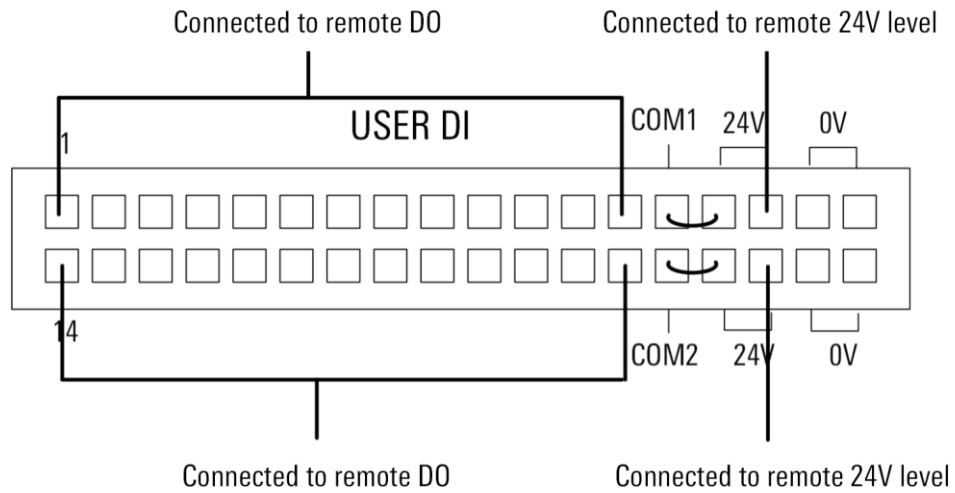 Connected to remote DO
Connected to remote 24V level
USER DI
COM1
24V
0V
1
14
COM2
24V
0V
Connected to remote DO
Connected to remote 24V level